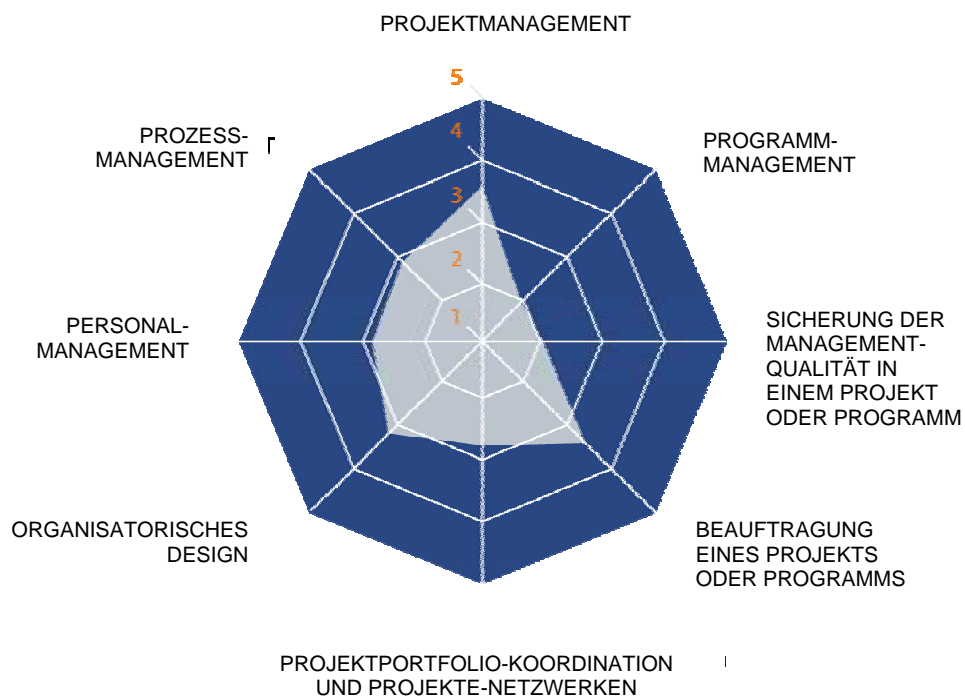 PROJEKTMANAGEMENT
5
4
3
2
1
PROZESS-
MANAGEMENT
PROGRAMM-
MANAGEMENT
PERSONAL-
MANAGEMENT
SICHERUNG DER
MANAGEMENT-
QUALITÄT IN
EINEM PROJEKT
ODER PROGRAMM
ORGANISATORISCHES
DESIGN
BEAUFTRAGUNG
EINES PROJEKTS
ODER PROGRAMMS
PROJEKTPORTFOLIO-KOORDINATION
UND PROJEKTE-NETZWERKEN